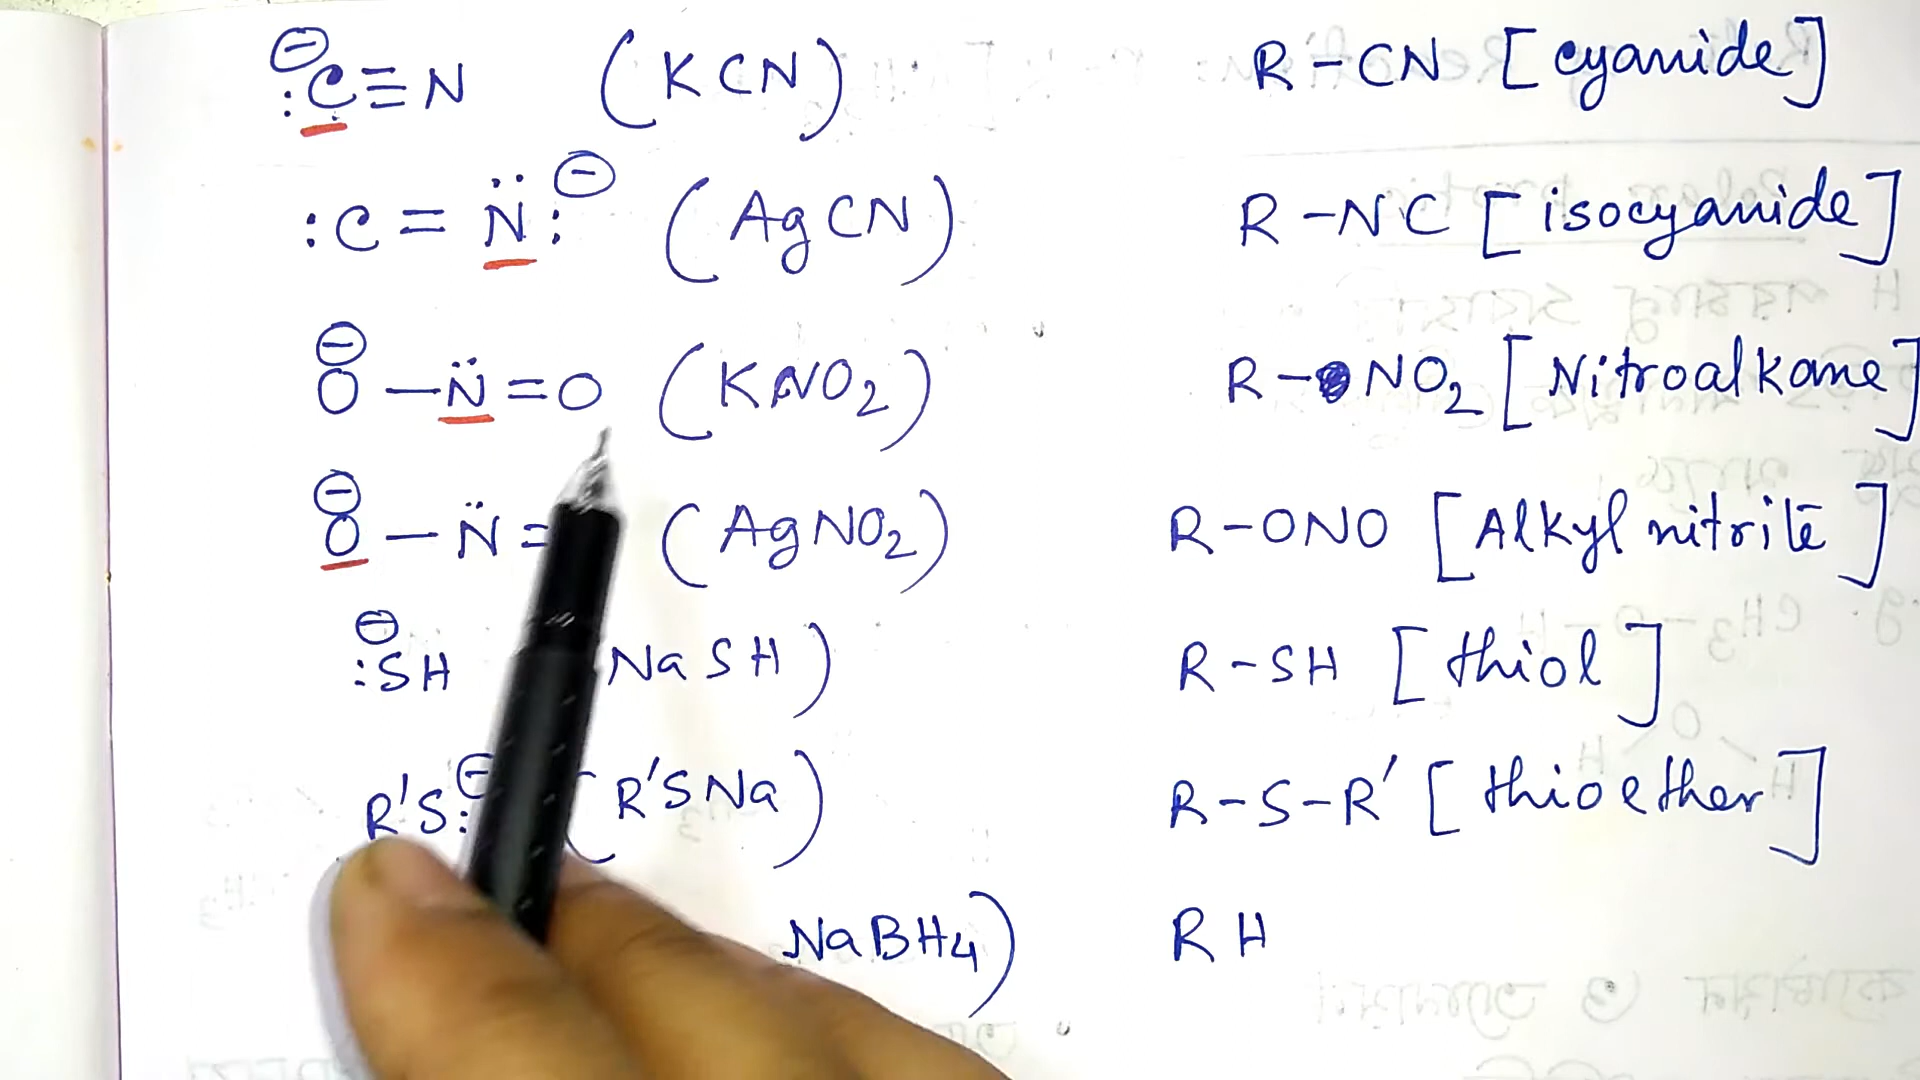 ⊖ :C≡N (KCN) R-CN [cyanide]
:C=N̈:⊖ (AgCN) R-NC [isocyanide]
⊖ O-N̈=O (KNO₂) R-NO₂ [Nitroalkane]
⊖ O-N̈= (AgNO₂) R-ONO [Alkyl nitrite]
⊖ :SH NaSH) R-SH [thiol]
R'S:⊖ (R'SNa) R-S-R' [thioether]
NaBH₄) RH